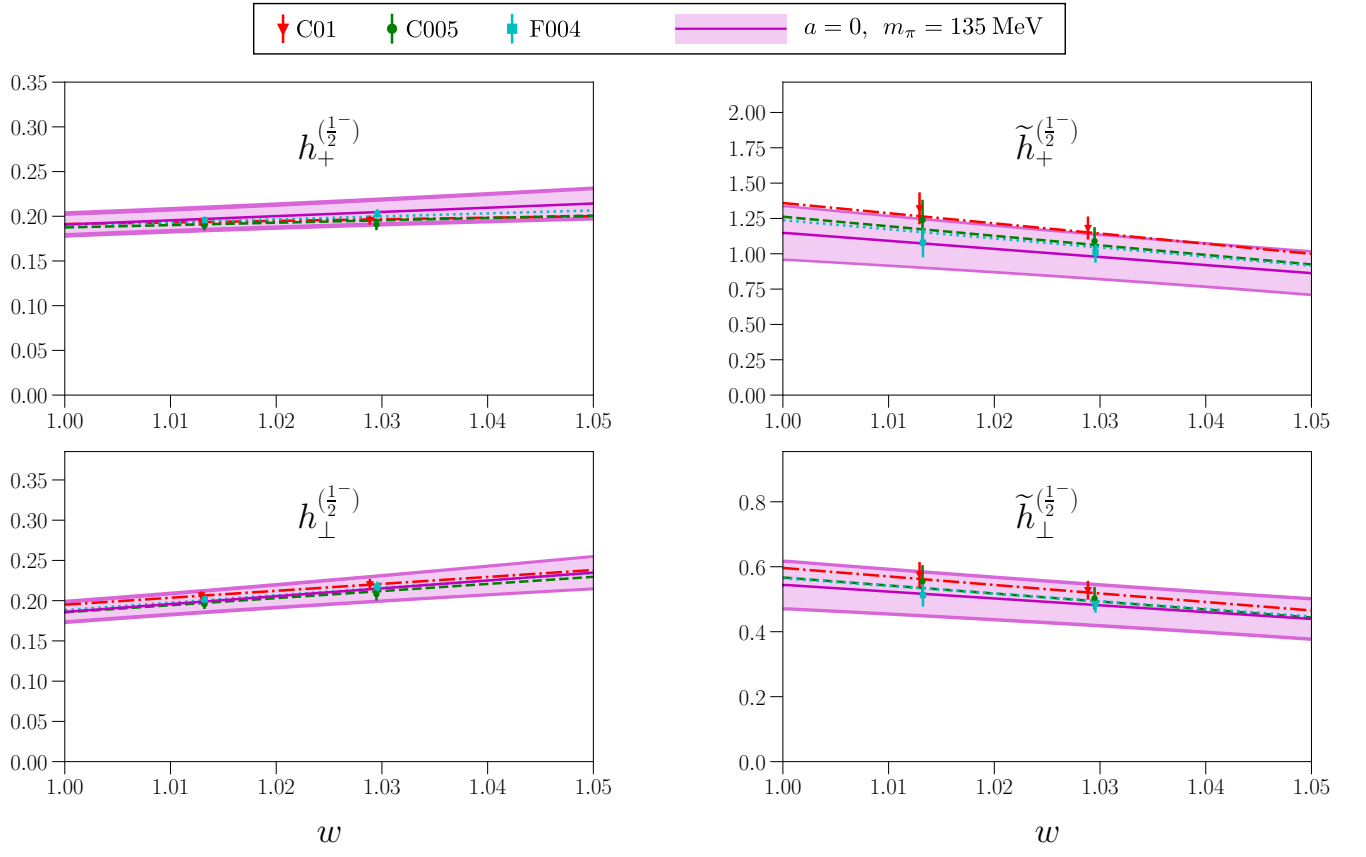 C01 C005 F004 a = 0, m_π = 135 MeV
0.35
0.30
0.25
0.20
0.15
0.10
0.05
0.00
h_+^{(\frac{1}{2}^-)}
1.00 1.01 1.02 1.03 1.04 1.05
2.00
1.75
1.50
1.25
1.00
0.75
0.50
0.25
0.00
\widetilde{h}_+^{(\frac{1}{2}^-)}
1.00 1.01 1.02 1.03 1.04 1.05
0.35
0.30
0.25
0.20
0.15
0.10
0.05
0.00
h_⊥^{(\frac{1}{2}^-)}
1.00 1.01 1.02 1.03 1.04 1.05
w
0.8
0.6
0.4
0.2
0.0
\widetilde{h}_⊥^{(\frac{1}{2}^-)}
1.00 1.01 1.02 1.03 1.04 1.05
w